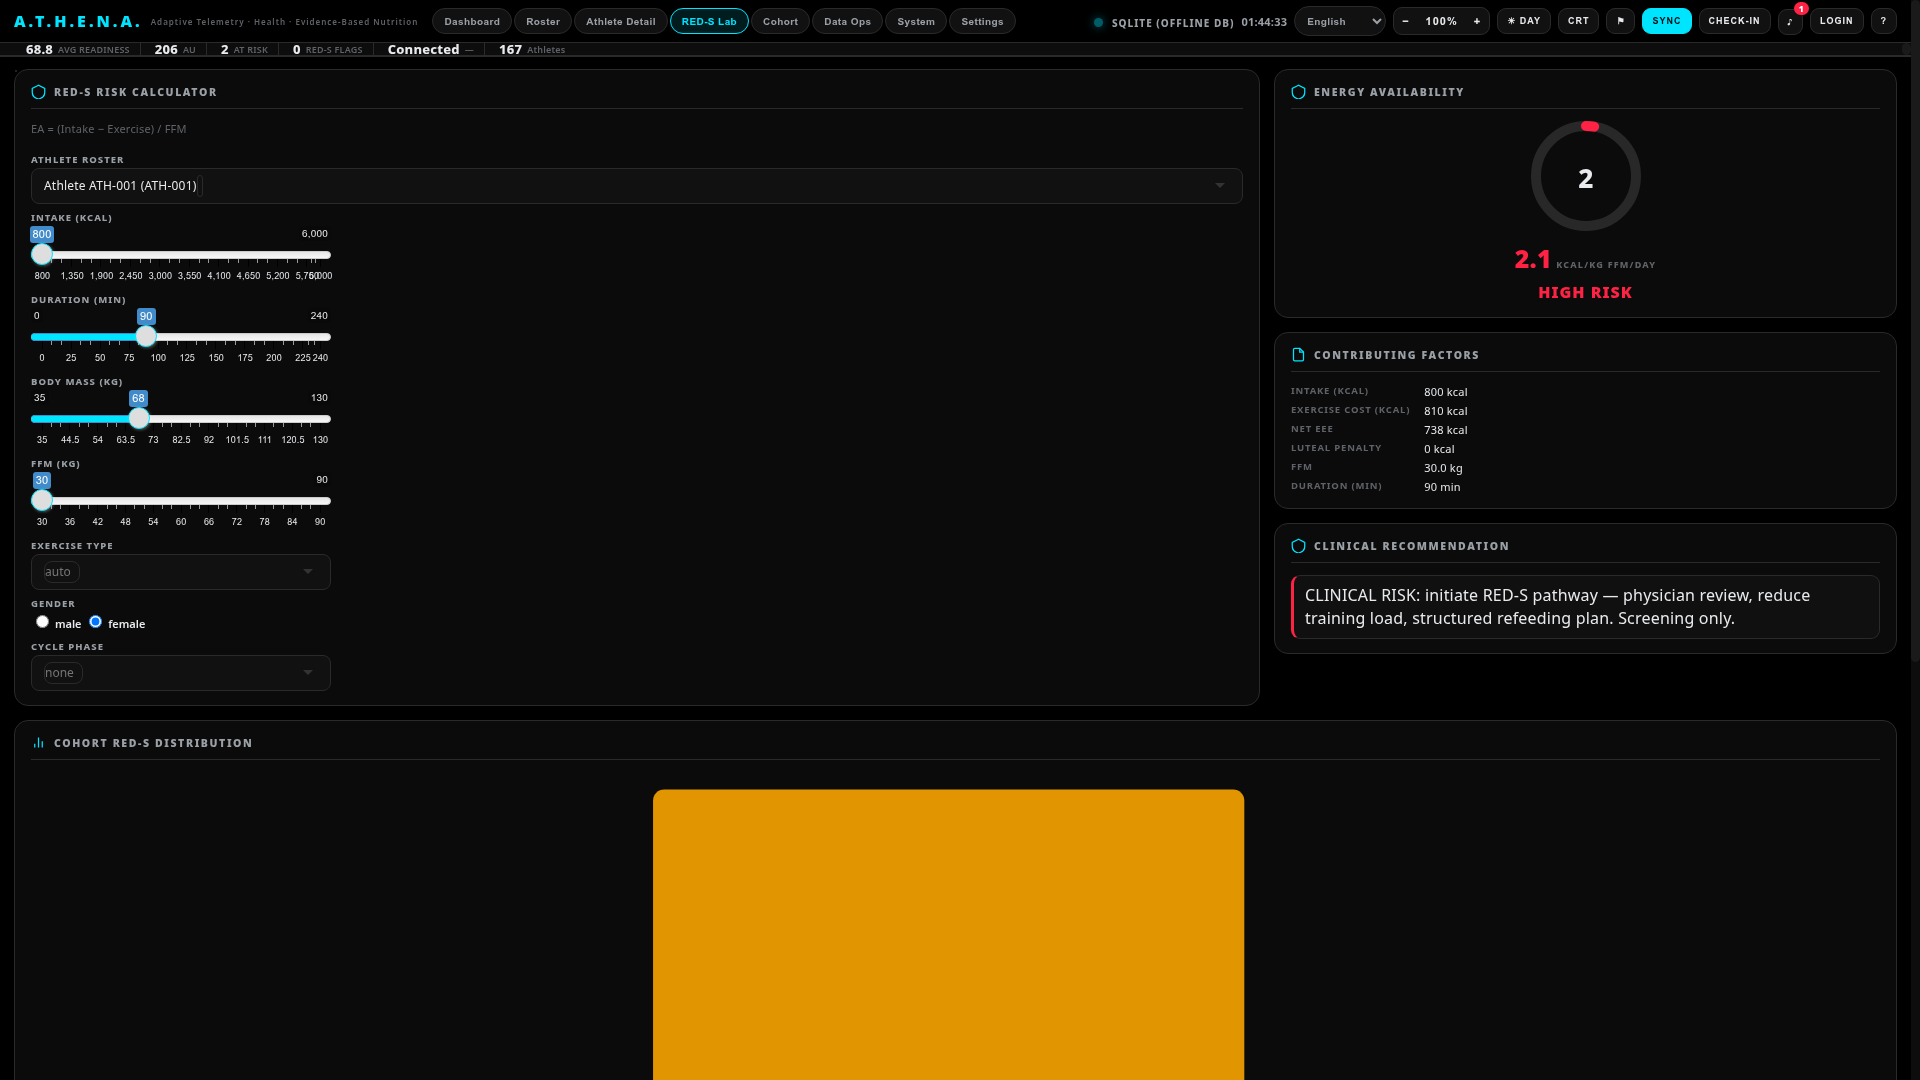 A.T.H.E.N.A. Adaptive Telemetry · Health · Evidence-Based Nutrition Dashboard Roster Athlete Detail RED-S Lab Cohort Data Ops System Settings SQLITE (OFFLINE DB) 01:44:33 English − 100% + ☀ DAY CRT ⚑ SYNC CHECK-IN ♪ 1 LOGIN ?
68.8 AVG READINESS 206 AU 2 AT RISK 0 RED-S FLAGS Connected — 167 Athletes
RED-S RISK CALCULATOR
EA = (Intake − Exercise) / FFM
ATHLETE ROSTER
Athlete ATH-001 (ATH-001)
INTAKE (KCAL)
800 6,000
800 1,350 1,900 2,450 3,000 3,550 4,100 4,650 5,200 5,750 6,000
DURATION (MIN)
0 90 240
0 25 50 75 100 125 150 175 200 225 240
BODY MASS (KG)
35 68 130
35 44.5 54 63.5 73 82.5 92 101.5 111 120.5 130
FFM (KG)
30 90
30 36 42 48 54 60 66 72 78 84 90
EXERCISE TYPE
auto
GENDER
male female
CYCLE PHASE
none
ENERGY AVAILABILITY
2
2.1 KCAL/KG FFM/DAY
HIGH RISK
CONTRIBUTING FACTORS
INTAKE (KCAL) 800 kcal
EXERCISE COST (KCAL) 810 kcal
NET EEE 738 kcal
LUTEAL PENALTY 0 kcal
FFM 30.0 kg
DURATION (MIN) 90 min
CLINICAL RECOMMENDATION
CLINICAL RISK: initiate RED-S pathway — physician review, reduce
training load, structured refeeding plan. Screening only.
COHORT RED-S DISTRIBUTION